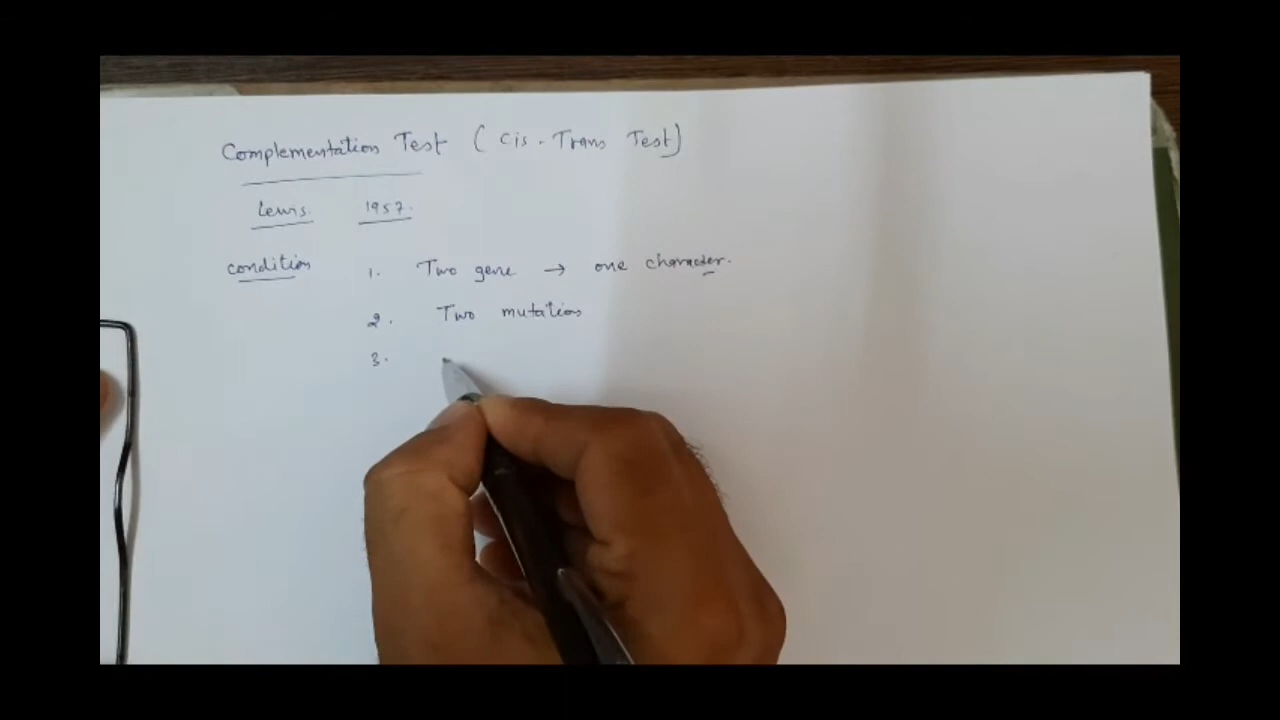 Complementation Test ( Cis - Trans Test)
Lewis. 1957.
condition 1. Two gene → one character.
2. Two mutations
3.